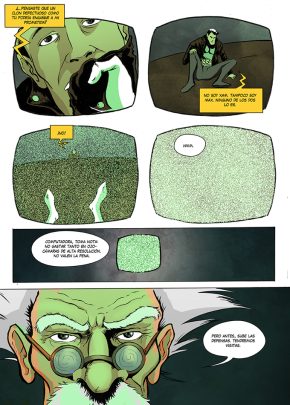 ¿...PENSASTE QUE UN
CLON DEFECTUOSO COMO
TÚ PODRÍA ENGAÑAR A MI
PROMETEO?
NO SOY XAM. TAMPOCO SOY
MAX. NINGUNO DE LOS DOS
LO ES.
¡NO!
HMM.
COMPUTADORA, TOMA NOTA:
NO GASTAR TANTO EN OJO-
CÁMARAS DE ALTA RESOLUCIÓN,
NO VALEN LA PENA.
PERO ANTES, SUBE LAS
DEFENSAS. TENDREMOS
VISITAS.